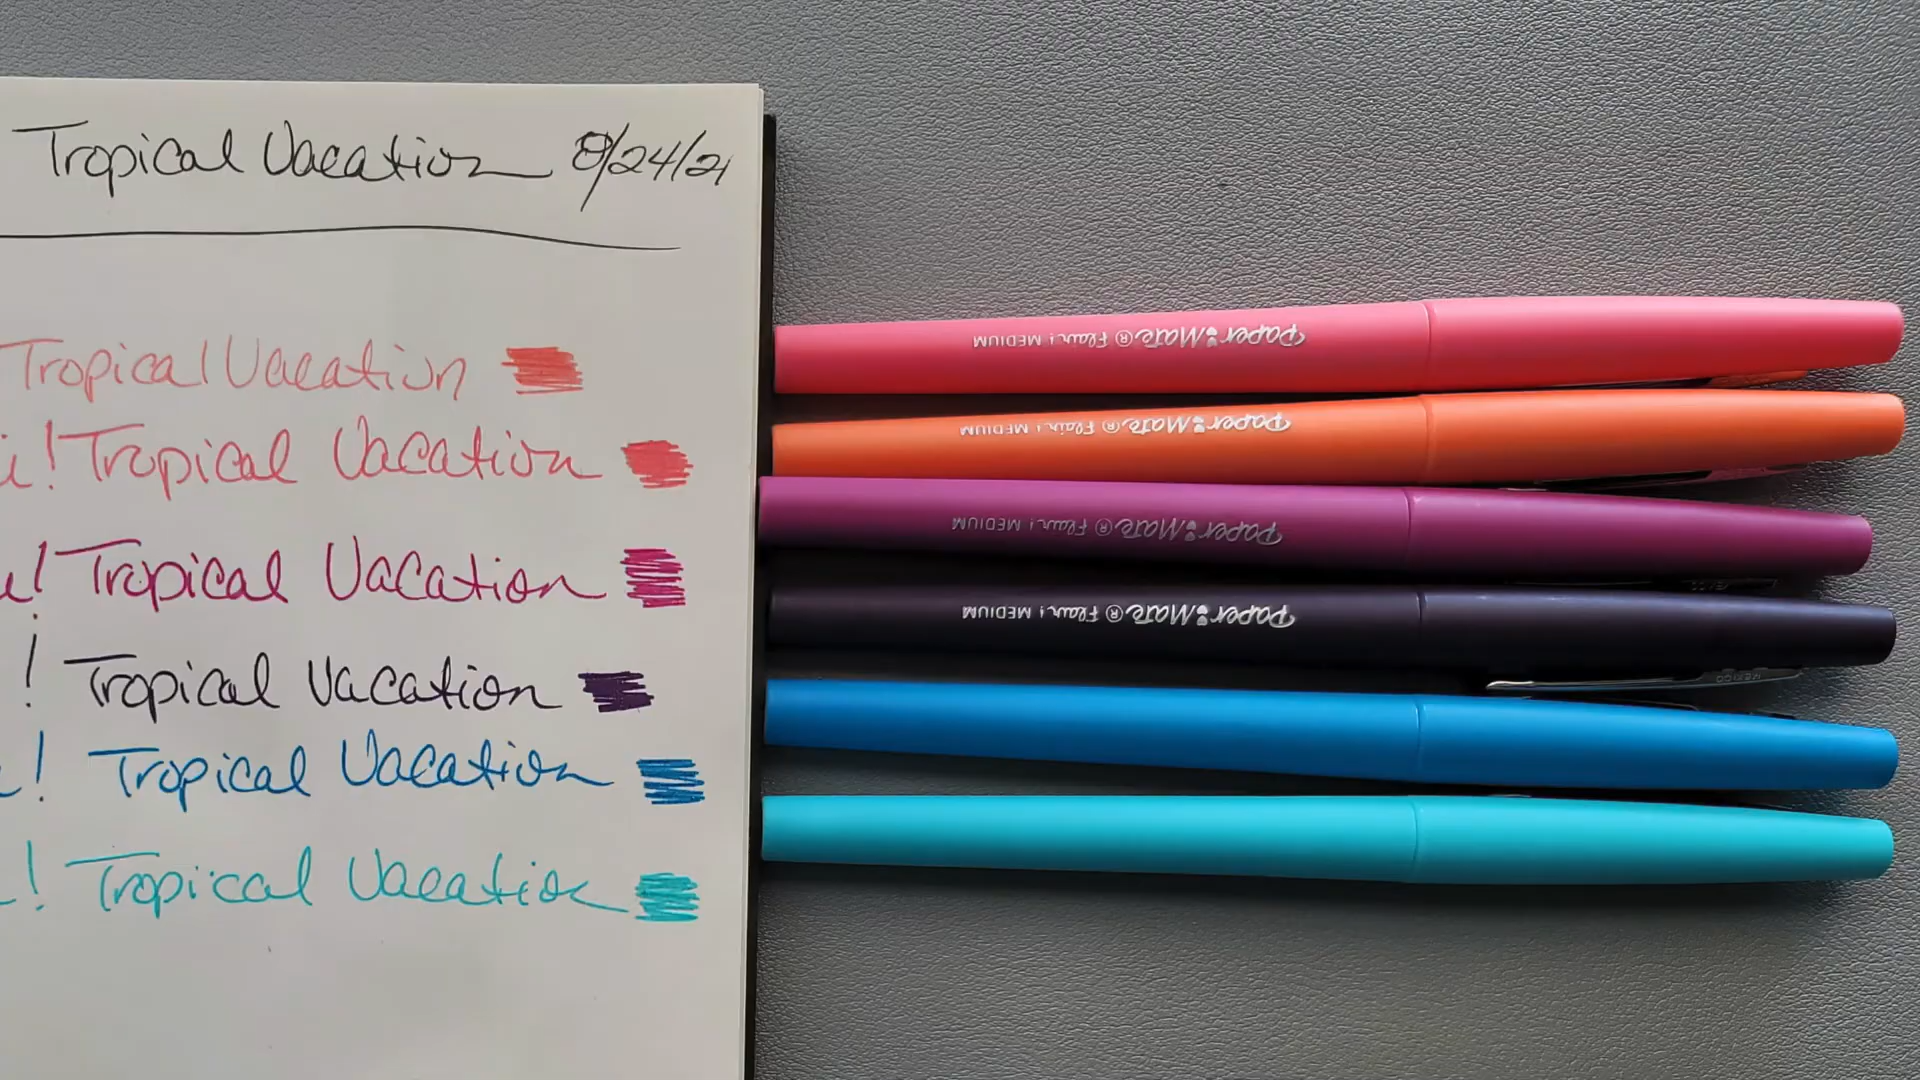 Tropical Vacation 8/24/21
Tropical Vacation
! Tropical Vacation
! Tropical Vacation
! Tropical Vacation
! Tropical Vacation
! Tropical Vacation
Paper Mate ® Flair! MEDIUM
Paper Mate ® Flair! MEDIUM
Paper Mate ® Flair! MEDIUM
Paper Mate ® Flair! MEDIUM
MEXICO